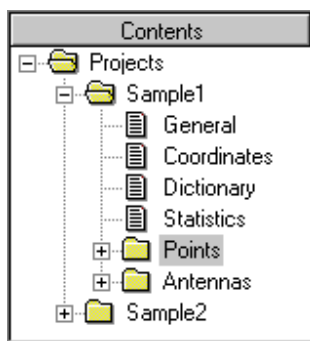 Contents
Projects
Sample1
General
Coordinates
Dictionary
Statistics
Points
Antennas
Sample2